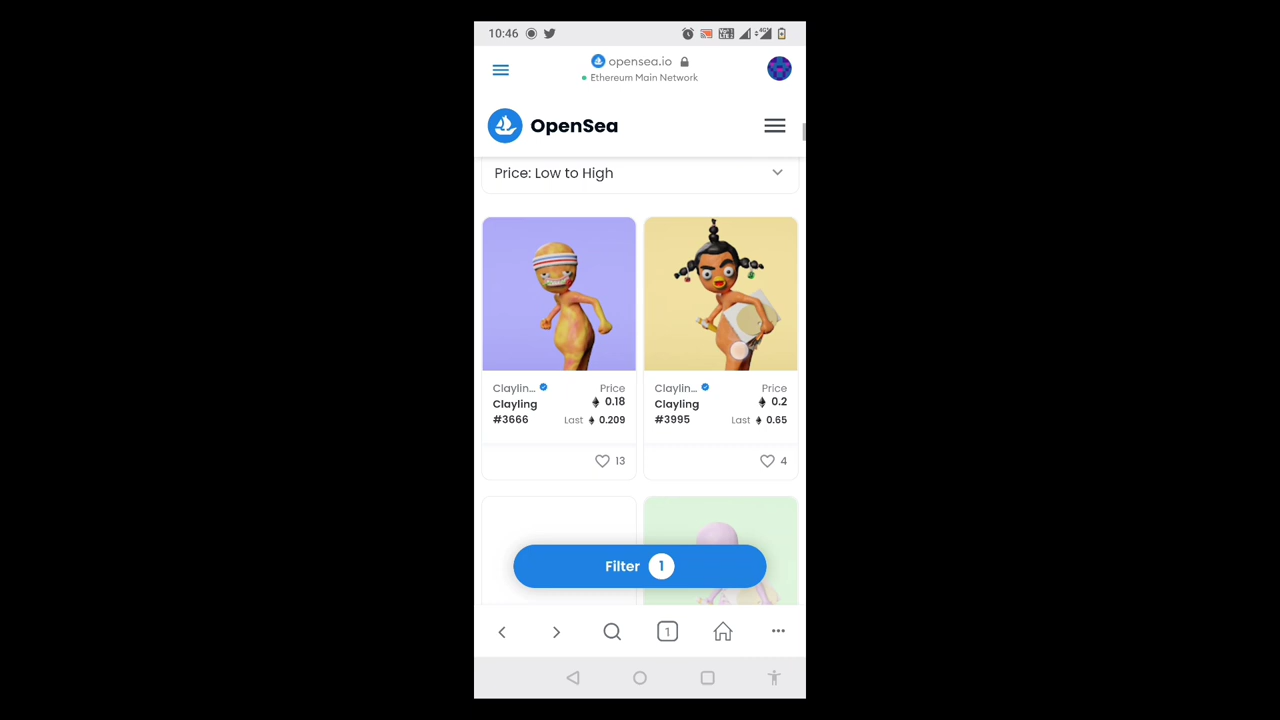 10:46
opensea.io
Ethereum Main Network
OpenSea
Price: Low to High
Claylin... Price
Clayling 0.18
#3666 Last 0.209
13
Claylin... Price
Clayling 0.2
#3995 Last 0.65
4
Filter 1
1